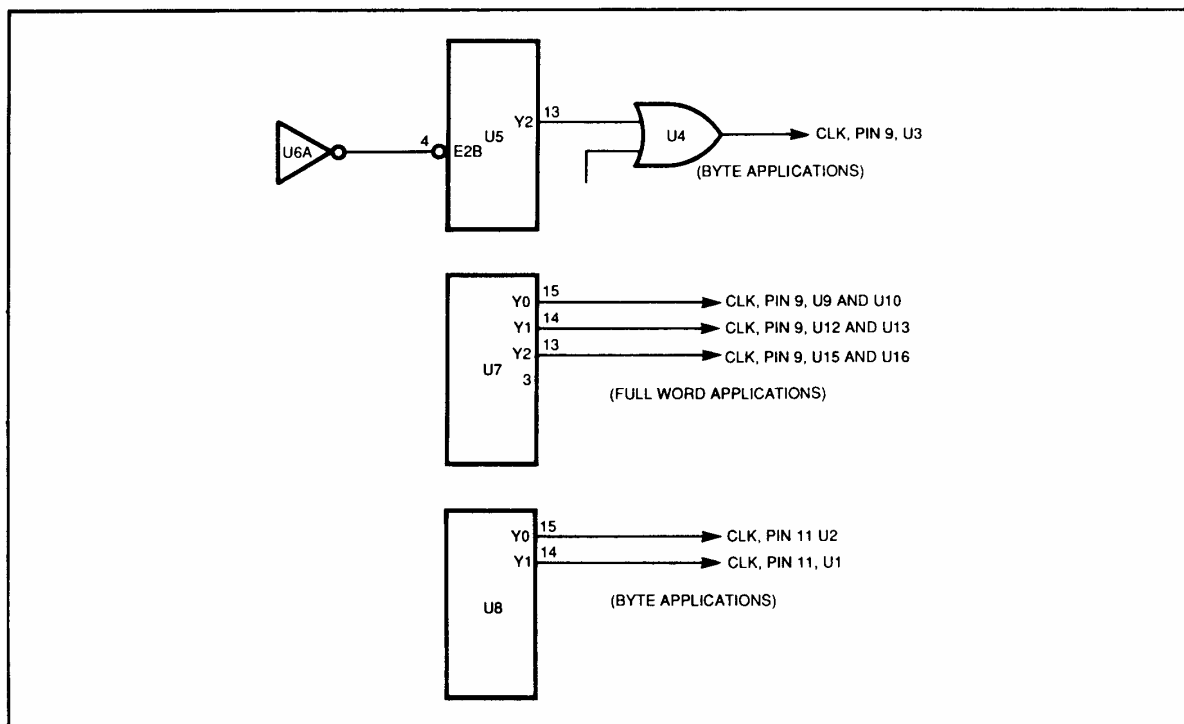 U6A
4
E2B
U5
Y2
13
U4
CLK, PIN 9, U3
(BYTE APPLICATIONS)
U7
Y0
15
CLK, PIN 9, U9 AND U10
Y1
14
CLK, PIN 9, U12 AND U13
Y2
13
CLK, PIN 9, U15 AND U16
3
(FULL WORD APPLICATIONS)
U8
Y0
15
CLK, PIN 11 U2
Y1
14
CLK, PIN 11, U1
(BYTE APPLICATIONS)